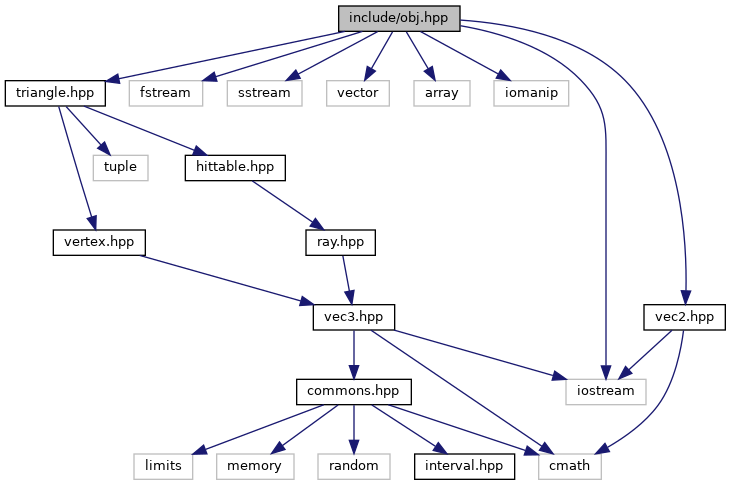 include/obj.hpp
triangle.hpp
fstream
sstream
vector
array
iomanip
tuple
hittable.hpp
vertex.hpp
ray.hpp
vec3.hpp
vec2.hpp
commons.hpp
iostream
limits
memory
random
interval.hpp
cmath